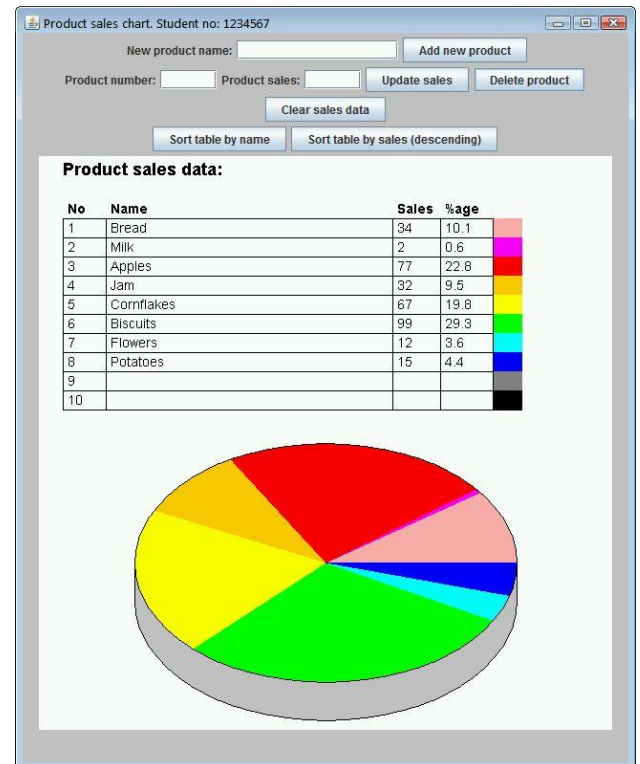 Product sales chart. Student no: 1234567
New product name: Add new product
Product number: Product sales: Update sales Delete product
Clear sales data
Sort table by name Sort table by sales (descending)
Product sales data:
No Name Sales %age
1 Bread 34 10.1
2 Milk 2 0.6
3 Apples 77 22.8
4 Jam 32 9.5
5 Cornflakes 67 19.8
6 Biscuits 99 29.3
7 Flowers 12 3.6
8 Potatoes 15 4.4
9
10